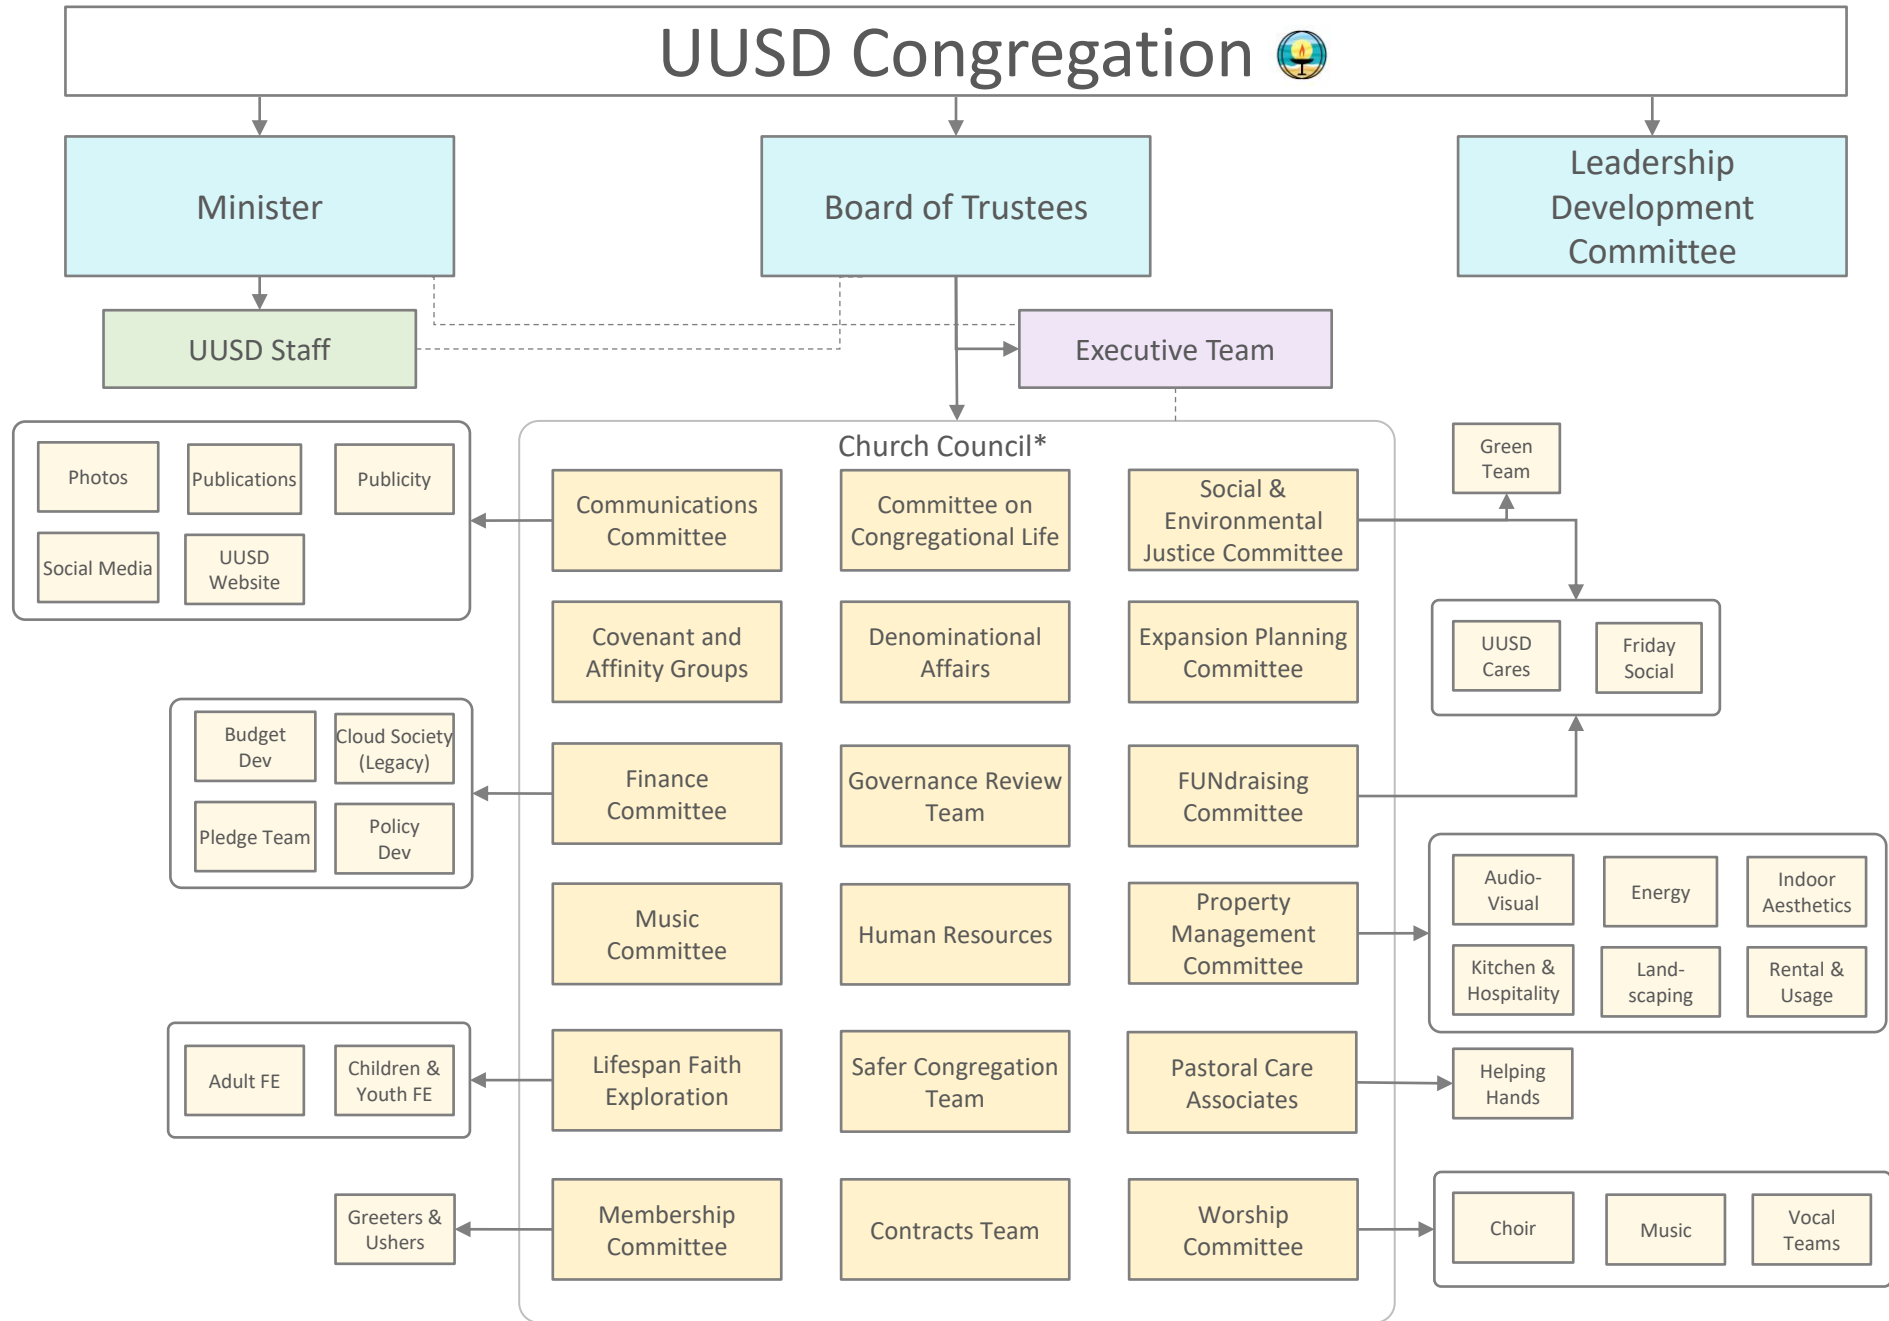 UUSD Congregation
Minister
Board of Trustees
Leadership
Development
Committee
UUSD Staff
Executive Team
Church Council*
Photos
Publications
Publicity
Social Media
UUSD
Website
Communications
Committee
Committee on
Congregational Life
Social &
Environmental
Justice Committee
Green
Team
Covenant and
Affinity Groups
Denominational
Affairs
Expansion Planning
Committee
UUSD
Cares
Friday
Social
Budget
Dev
Cloud Society
(Legacy)
Pledge Team
Policy
Dev
Finance
Committee
Governance Review
Team
FUNdraising
Committee
Music
Committee
Human Resources
Property
Management
Committee
Audio-
Visual
Energy
Indoor
Aesthetics
Kitchen &
Hospitality
Land-
scaping
Rental &
Usage
Adult FE
Children &
Youth FE
Lifespan Faith
Exploration
Safer Congregation
Team
Pastoral Care
Associates
Helping
Hands
Greeters &
Ushers
Membership
Committee
Contracts Team
Worship
Committee
Choir
Music
Vocal
Teams